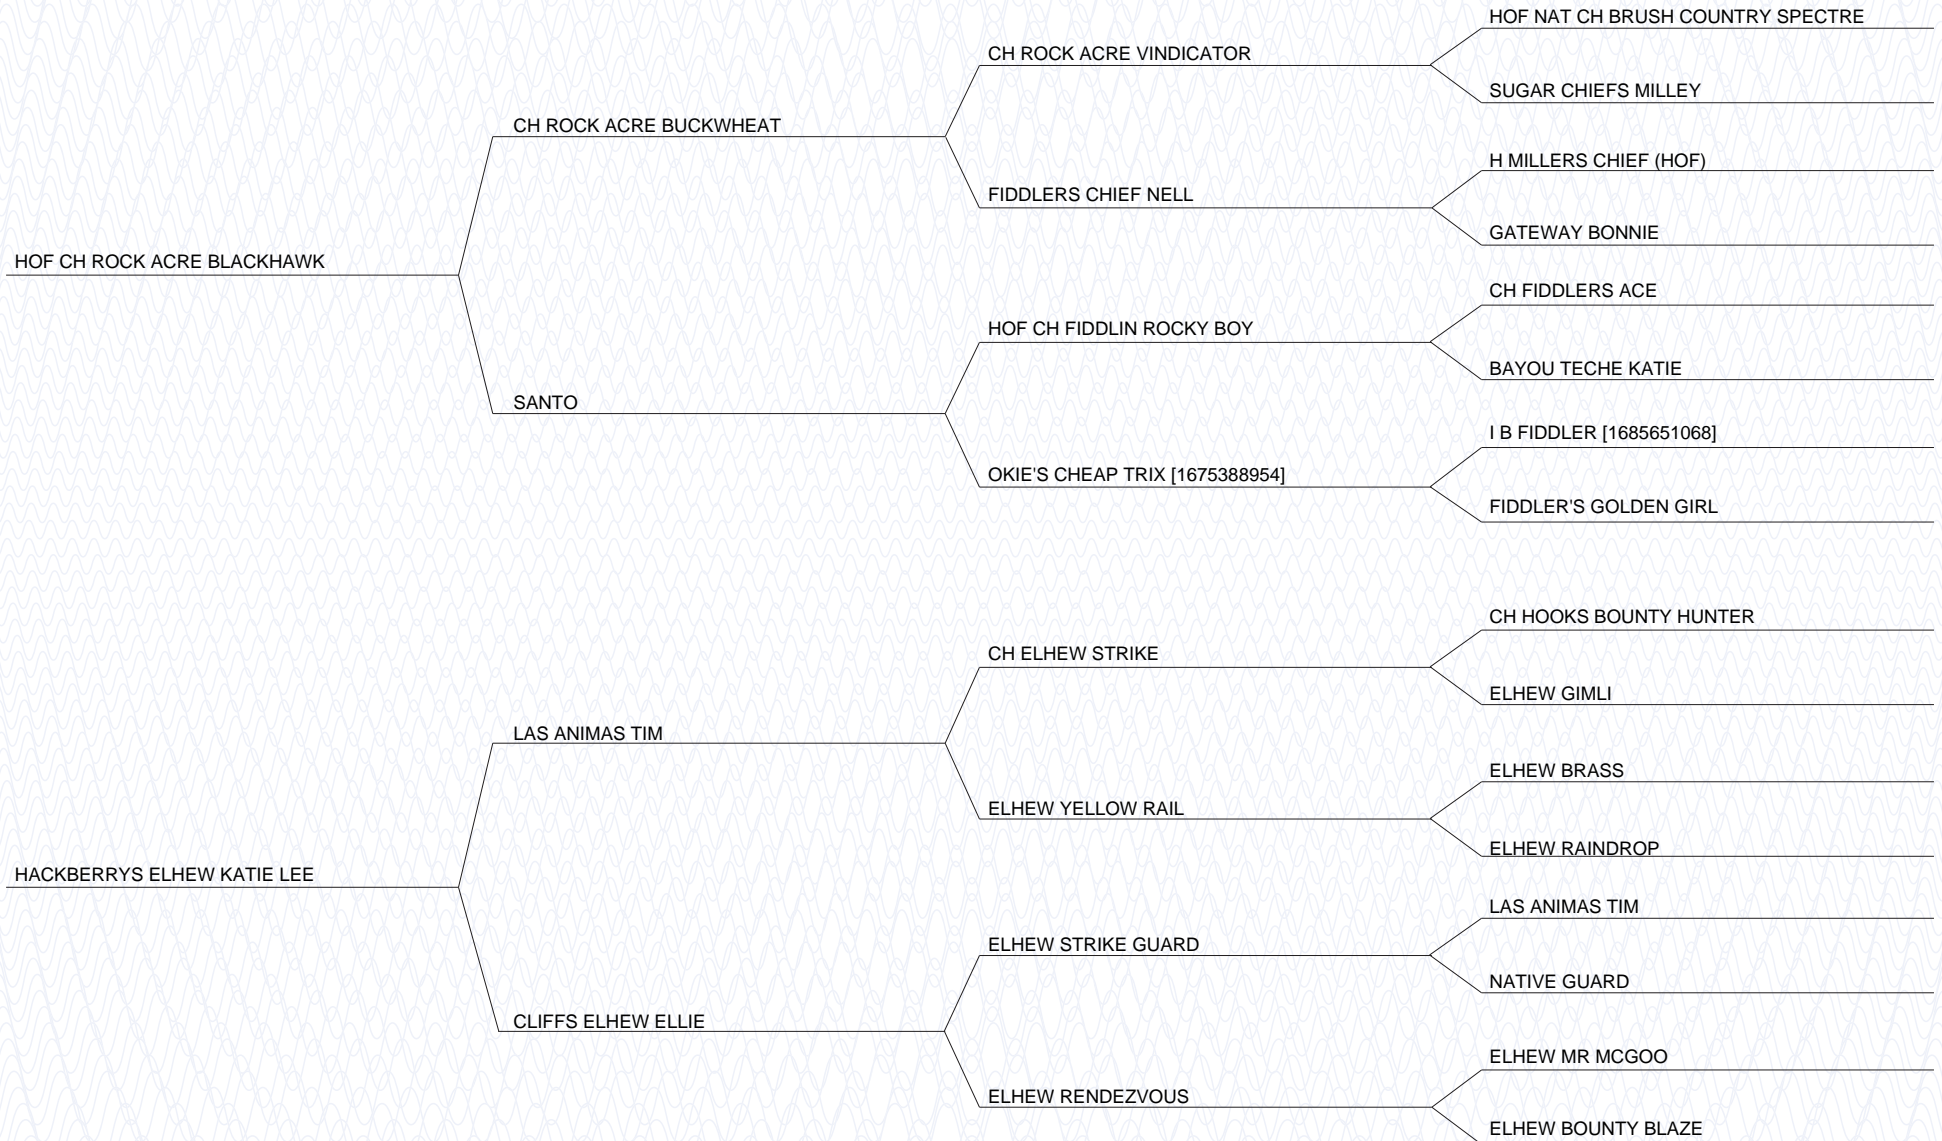 HOF NAT CH BRUSH COUNTRY SPECTRE
CH ROCK ACRE VINDICATOR
SUGAR CHIEFS MILLEY
CH ROCK ACRE BUCKWHEAT
H MILLERS CHIEF (HOF)
FIDDLERS CHIEF NELL
GATEWAY BONNIE
HOF CH ROCK ACRE BLACKHAWK
CH FIDDLERS ACE
HOF CH FIDDLIN ROCKY BOY
BAYOU TECHE KATIE
SANTO
I B FIDDLER [1685651068]
OKIE'S CHEAP TRIX [1675388954]
FIDDLER'S GOLDEN GIRL
CH HOOKS BOUNTY HUNTER
CH ELHEW STRIKE
ELHEW GIMLI
LAS ANIMAS TIM
ELHEW BRASS
ELHEW YELLOW RAIL
ELHEW RAINDROP
HACKBERRYS ELHEW KATIE LEE
LAS ANIMAS TIM
ELHEW STRIKE GUARD
NATIVE GUARD
CLIFFS ELHEW ELLIE
ELHEW MR MCGOO
ELHEW RENDEZVOUS
ELHEW BOUNTY BLAZE